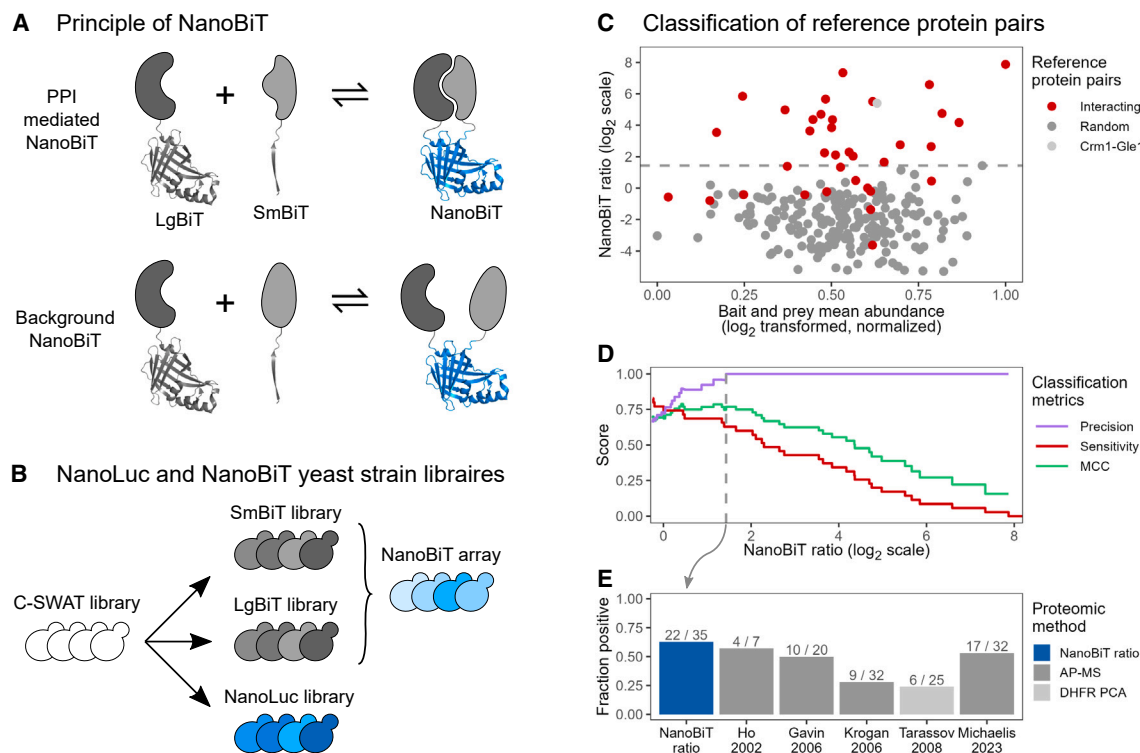 A Principle of NanoBiT
PPI
mediated
NanoBiT
+
⇌
LgBiT
SmBiT
NanoBiT
Background
NanoBiT
+
⇌
B NanoLuc and NanoBiT yeast strain libraires
SmBiT library
NanoBiT array
C-SWAT library
LgBiT library
NanoLuc library
C Classification of reference protein pairs
NanoBiT ratio (log2 scale)
8
6
4
2
0
-2
-4
0.00 0.25 0.50 0.75 1.00
Bait and prey mean abundance
(log2 transformed, normalized)
Reference
protein pairs
Interacting
Random
Crm1-Gle1
D
Score
1.00
0.75
0.50
0.25
0.00
0 2 4 6 8
NanoBiT ratio (log2 scale)
Classification
metrics
Precision
Sensitivity
MCC
E
Fraction positive
1.00
0.75
0.50
0.25
0.00
22 / 35
4 / 7
10 / 20
9 / 32
6 / 25
17 / 32
NanoBiT
ratio
Ho
2002
Gavin
2006
Krogan
2006
Tarassov
2008
Michaelis
2023
Proteomic
method
NanoBiT ratio
AP-MS
DHFR PCA